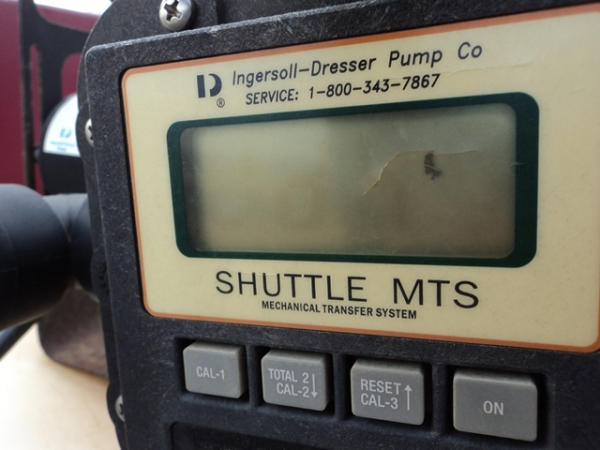 Ingersoll-Dresser Pump Co
ID ®
SERVICE: 1-800-343-7867
SHUTTLE MTS
MECHANICAL TRANSFER SYSTEM
CAL-1
TOTAL 2
CAL-2↓
RESET
CAL-3↑
ON